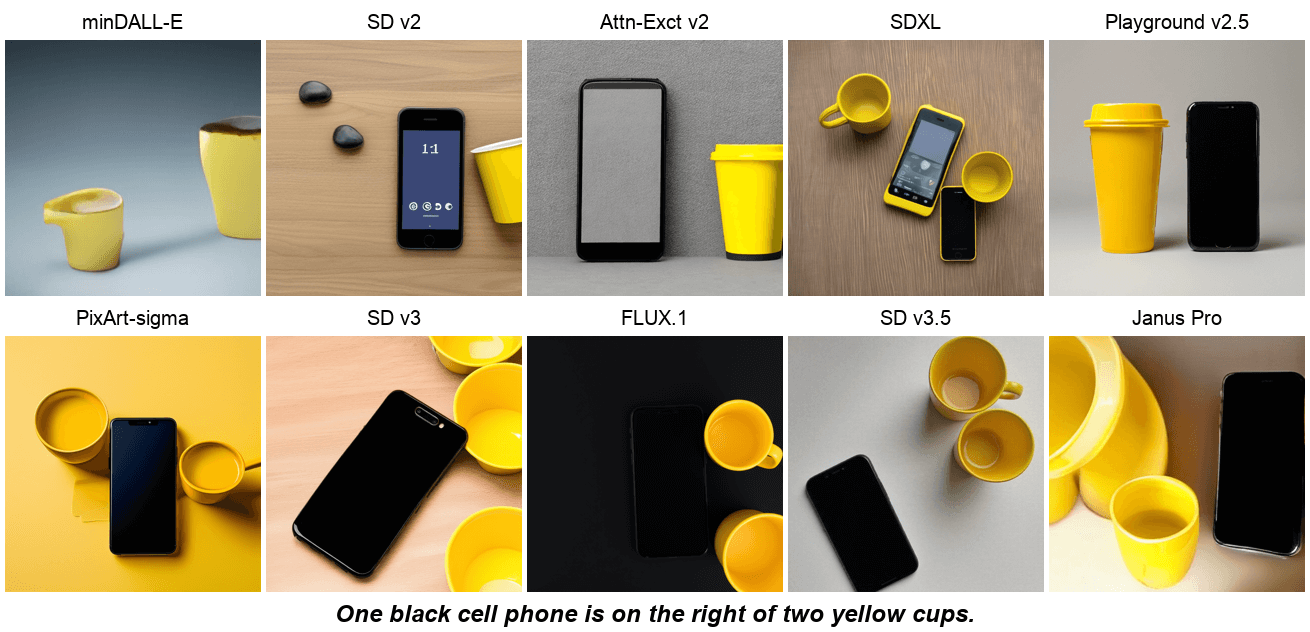 minDALL-E
SD v2
Attn-Exct v2
SDXL
Playground v2.5
1:1
PixArt-sigma
SD v3
FLUX.1
SD v3.5
Janus Pro
One black cell phone is on the right of two yellow cups.